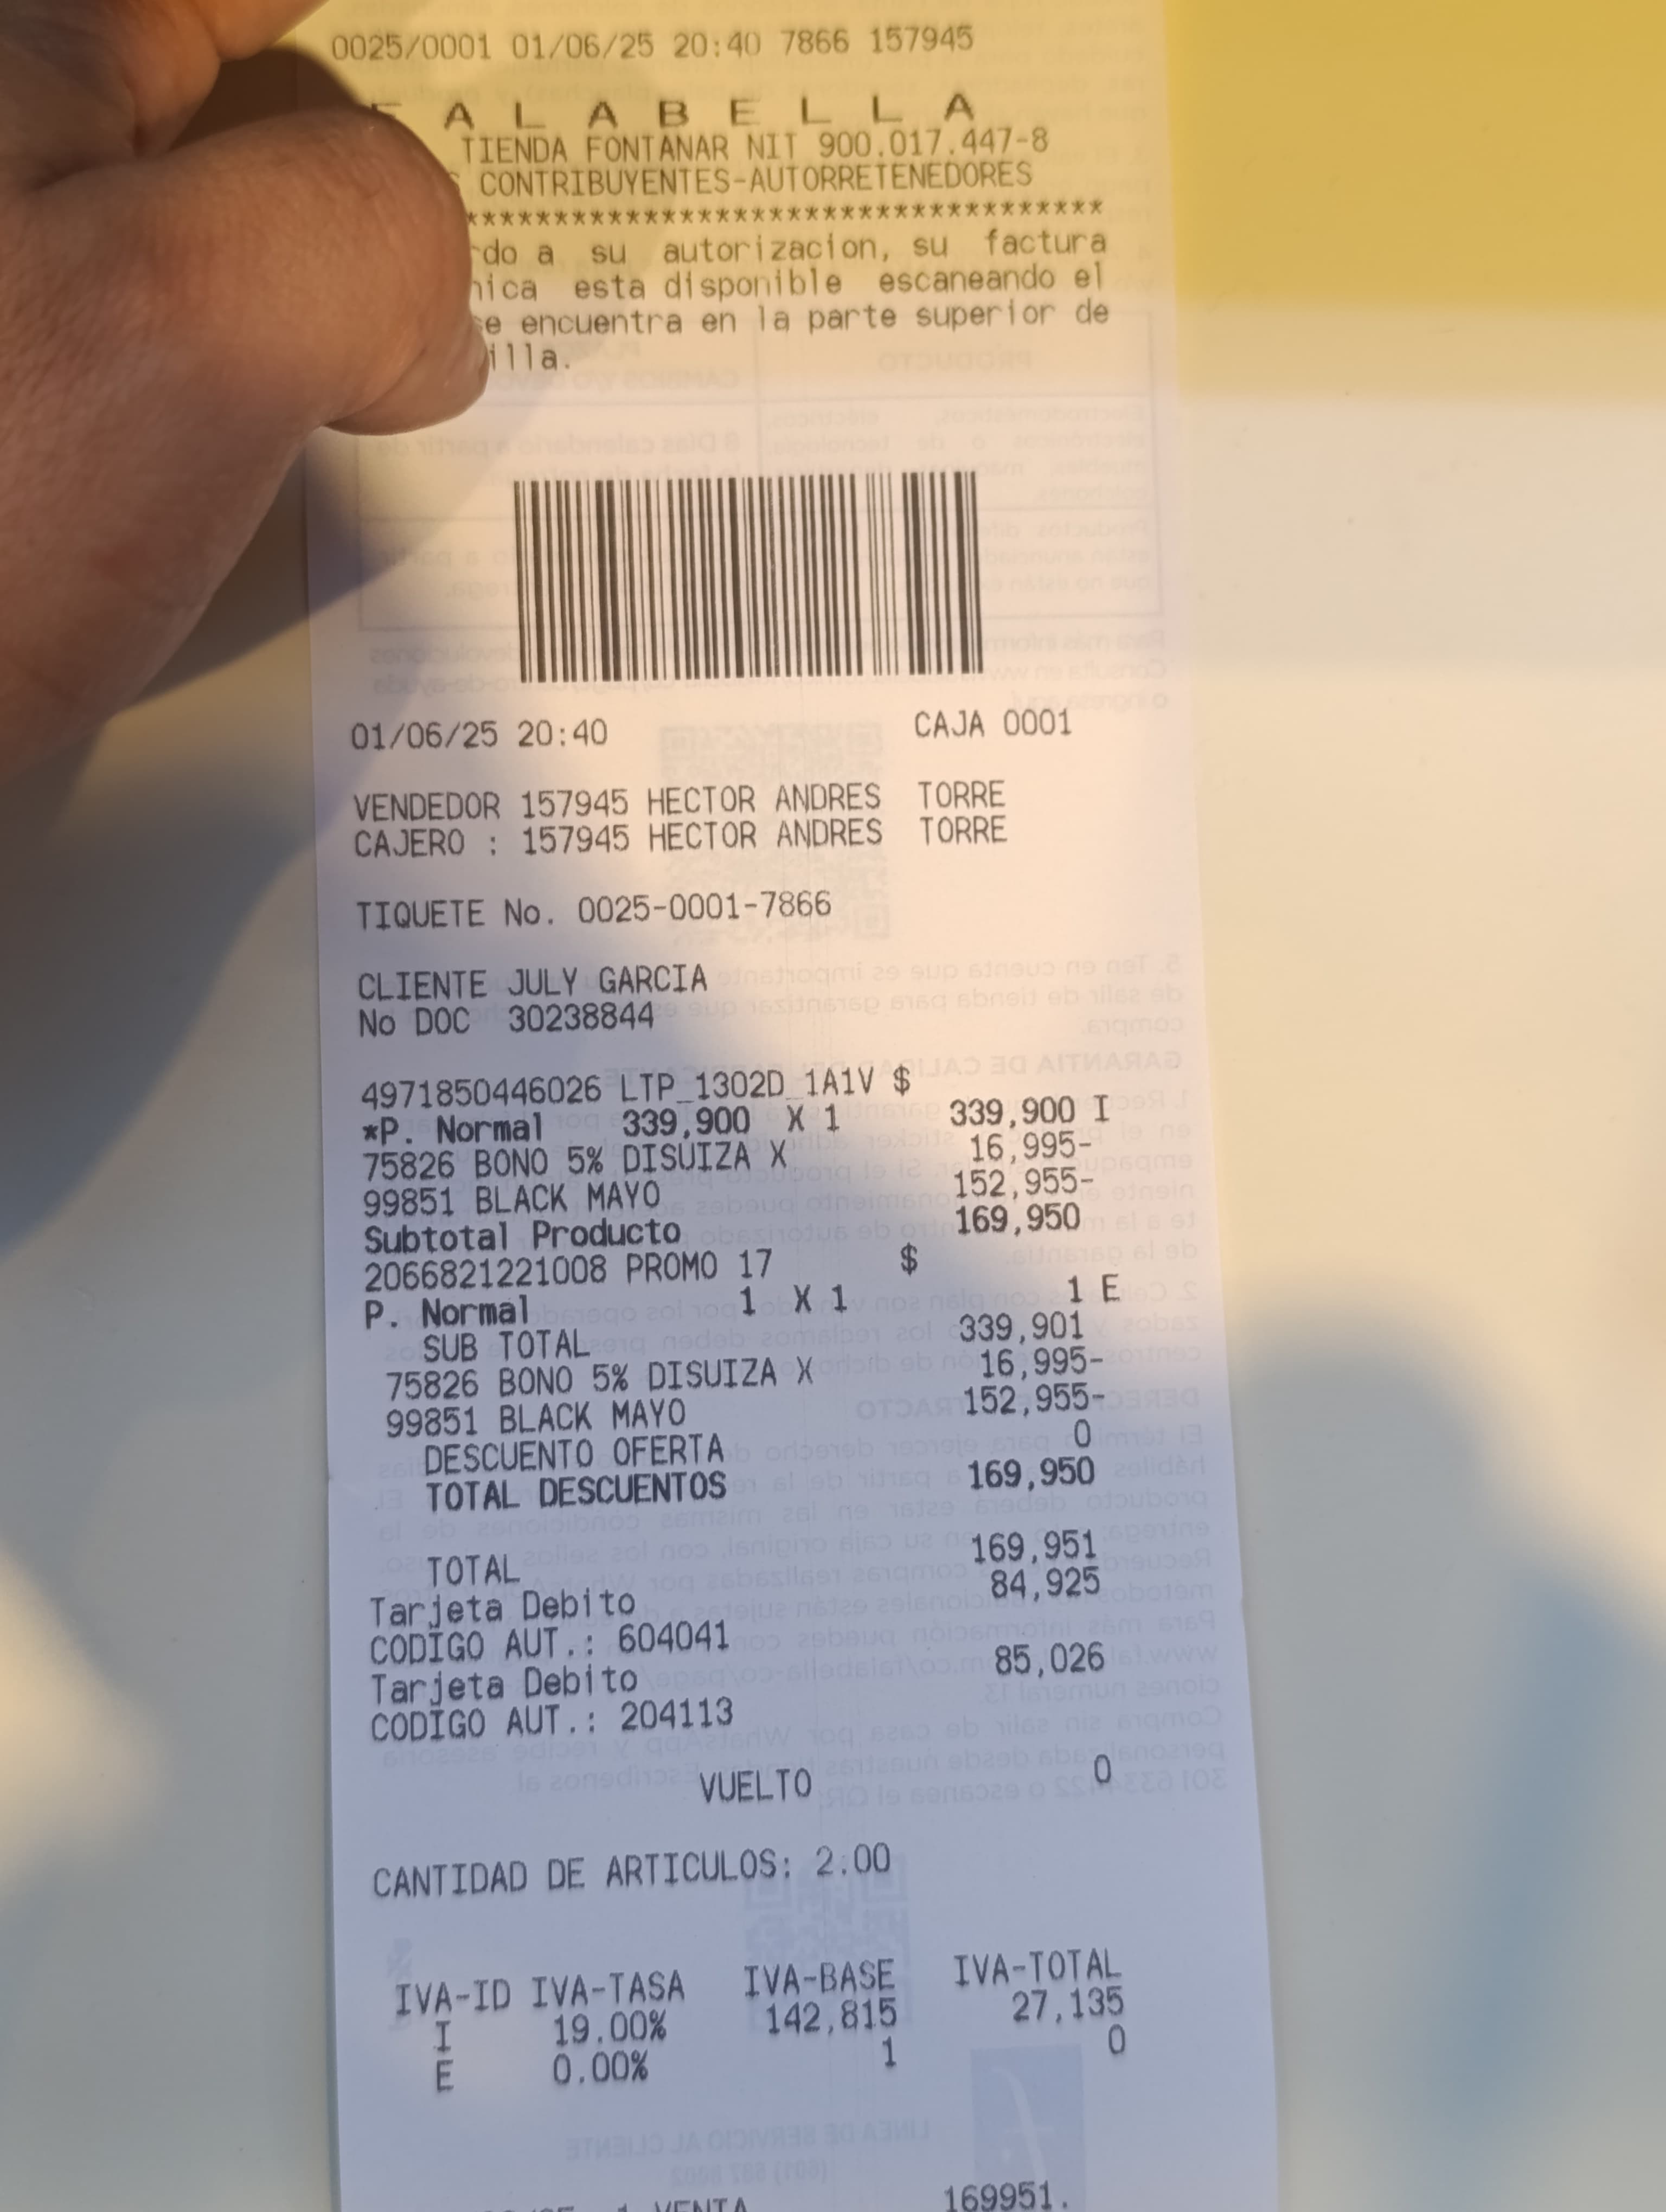 0025/0001 01/06/25 20:40 7866 157945
F A L A B E L L A
TIENDA FONTANAR NIT 900.017.447-8
CONTRIBUYENTES-AUTORRETENEDORES
************************************
a su autorizacion, su factura
esta disponible escaneando el
se encuentra en la parte superior de
illa.
01/06/25 20:40 CAJA 0001
VENDEDOR 157945 HECTOR ANDRES TORRE
CAJERO : 157945 HECTOR ANDRES TORRE
TIQUETE No. 0025-0001-7866
CLIENTE JULY GARCIA
No DOC 30238844
4971850446026 LTP_1302D_1A1V $
*P. Normal 339,900 X 1 339,900 I
75826 BONO 5% DISUIZA X 16,995-
99851 BLACK MAYO 152,955-
Subtotal Producto 169,950
2066821221008 PROMO 17 $
P. Normal 1 X 1 1 E
SUB TOTAL 339,901
75826 BONO 5% DISUIZA X 16,995-
99851 BLACK MAYO 152,955-
DESCUENTO OFERTA 0
TOTAL DESCUENTOS 169,950
TOTAL 169,951
Tarjeta Debito 84,925
CODIGO AUT.: 604041
Tarjeta Debito 85,026
CODIGO AUT.: 204113
VUELTO 0
CANTIDAD DE ARTICULOS: 2.00
IVA-ID IVA-TASA IVA-BASE IVA-TOTAL
I 19.00% 142,815 27,135
E 0.00% 1 0
1 VENTA 169951.